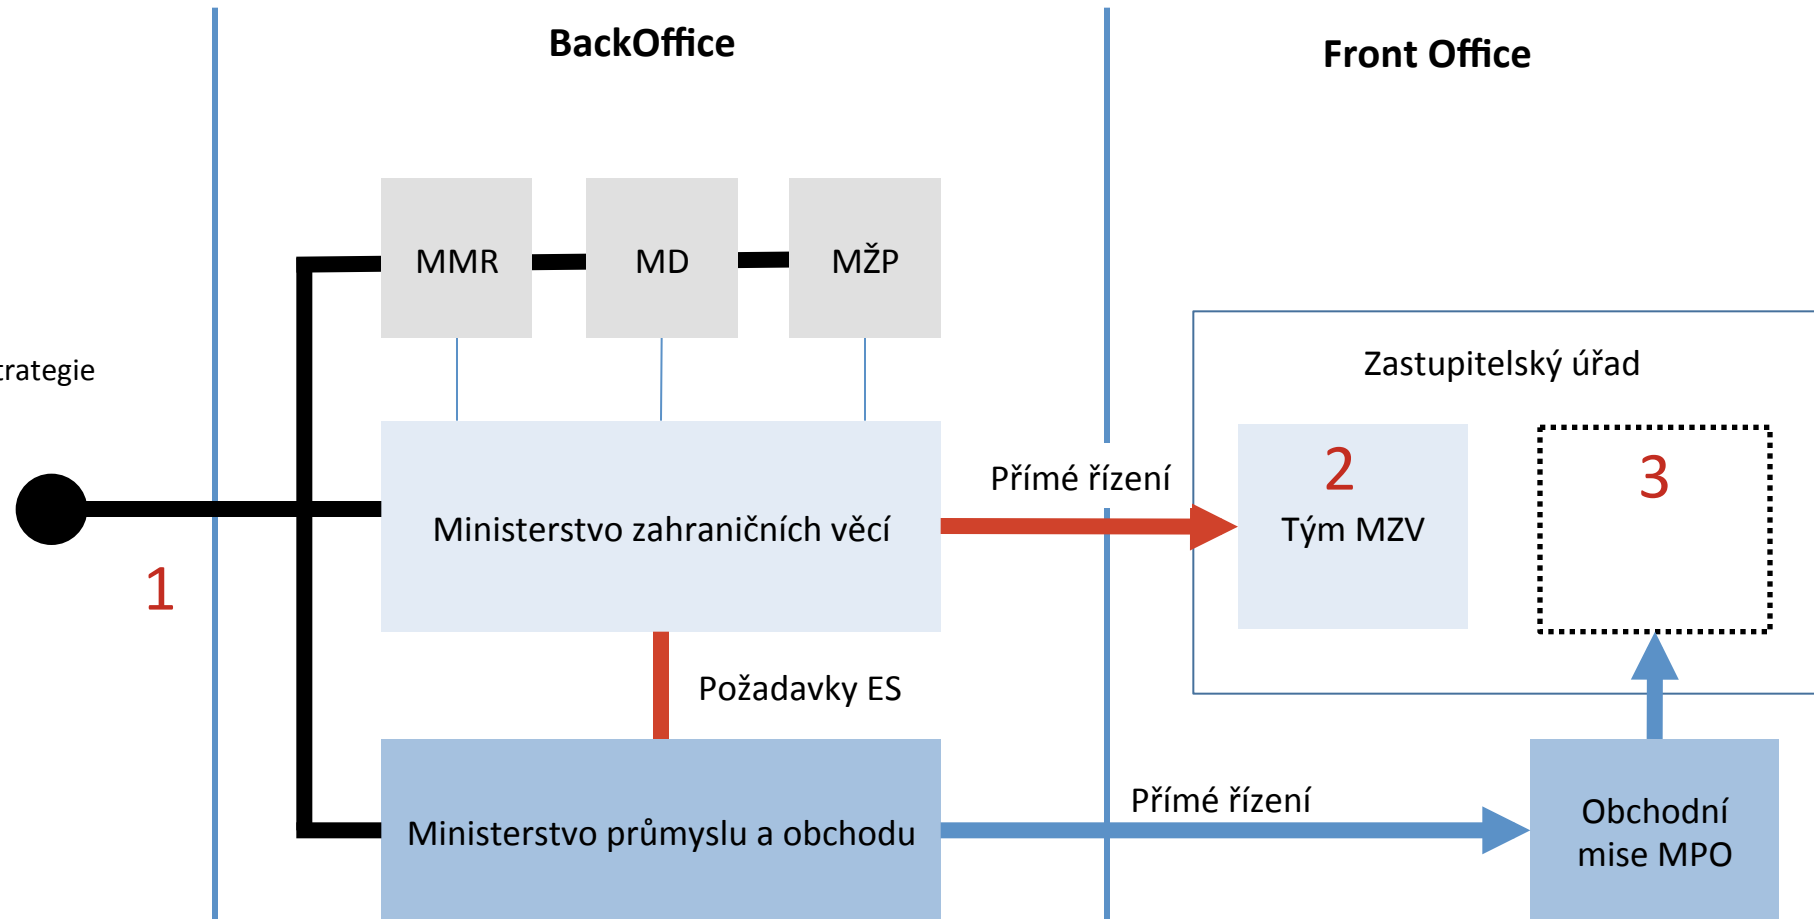 BackOffice
Front Office
MMR
MD
MŽP
trategie
Zastupitelský úřad
Přímé řízení
2
3
Ministerstvo zahraničních věcí
Tým MZV
1
Požadavky ES
Přímé řízení
Ministerstvo průmyslu a obchodu
Obchodní
mise MPO